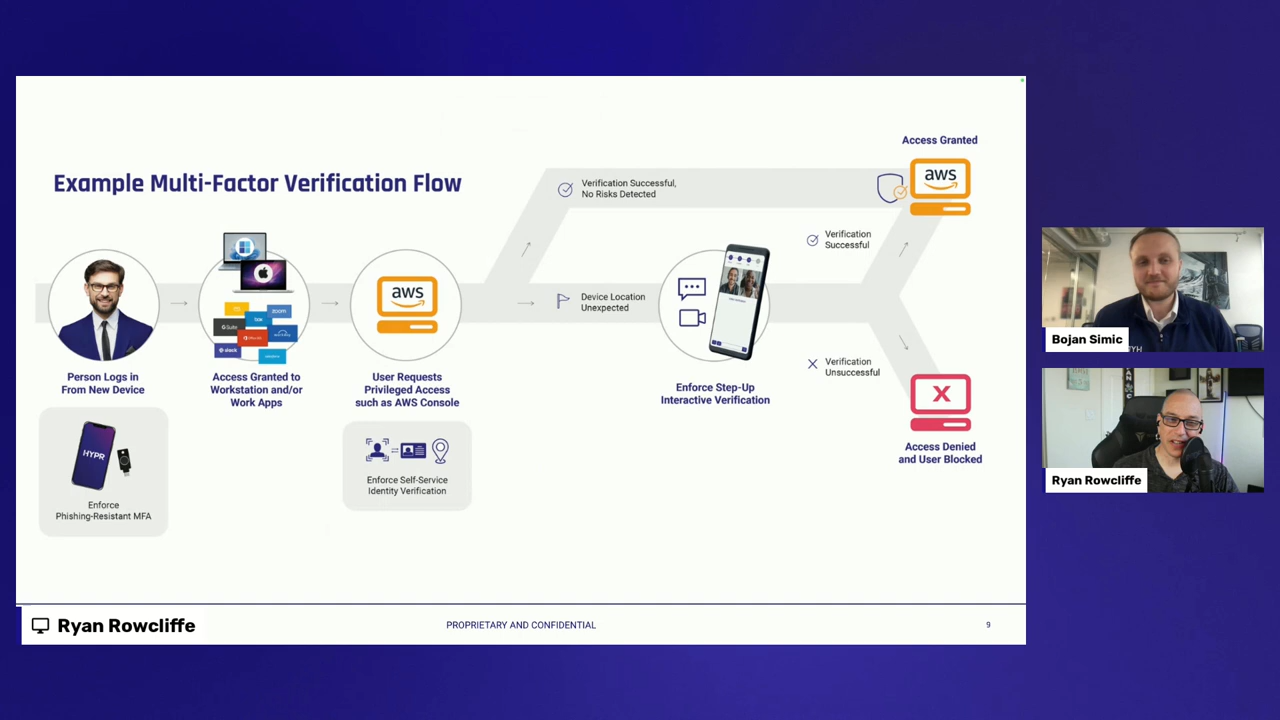 Example Multi-Factor Verification Flow
Person Logs in
From New Device
HYPR
Enforce
Phishing-Resistant MFA
box
zoom
G Suite
slack
Access Granted to
Workstation and/or
Work Apps
aws
User Requests
Privileged Access
such as AWS Console
Enforce Self-Service
Identity Verification
Verification Successful,
No Risks Detected
Device Location
Unexpected
Enforce Step-Up
Interactive Verification
Verification
Successful
Verification
Unsuccessful
Access Granted
aws
X
Access Denied
and User Blocked
Ryan Rowcliffe
PROPRIETARY AND CONFIDENTIAL
9
Bojan Simic
Ryan Rowcliffe